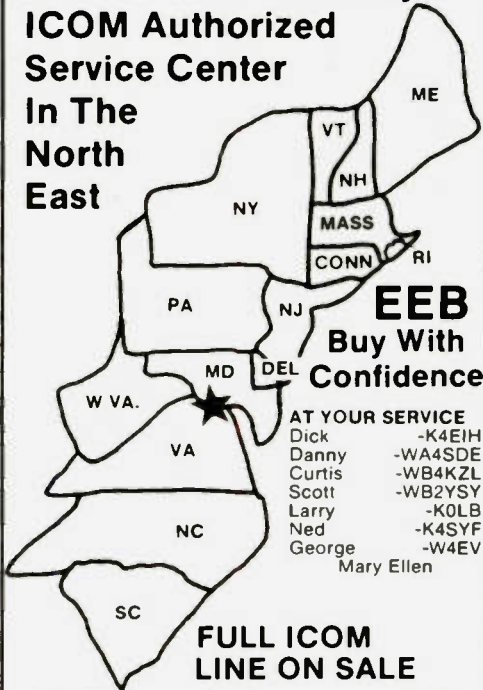 ICOM Authorized
Service Center
In The
North
East
ME
VT
NH
NY
MASS
CONN
RI
PA
NJ
EEB
Buy With
Confidence
MD
DEL
W VA.
VA
AT YOUR SERVICE
Dick -K4EIH
Danny -WA4SDE
Curtis -WB4KZL
Scott -WB2YSY
Larry -K0LB
Ned -K4SYF
George -W4EV
Mary Ellen
NC
SC
FULL ICOM
LINE ON SALE